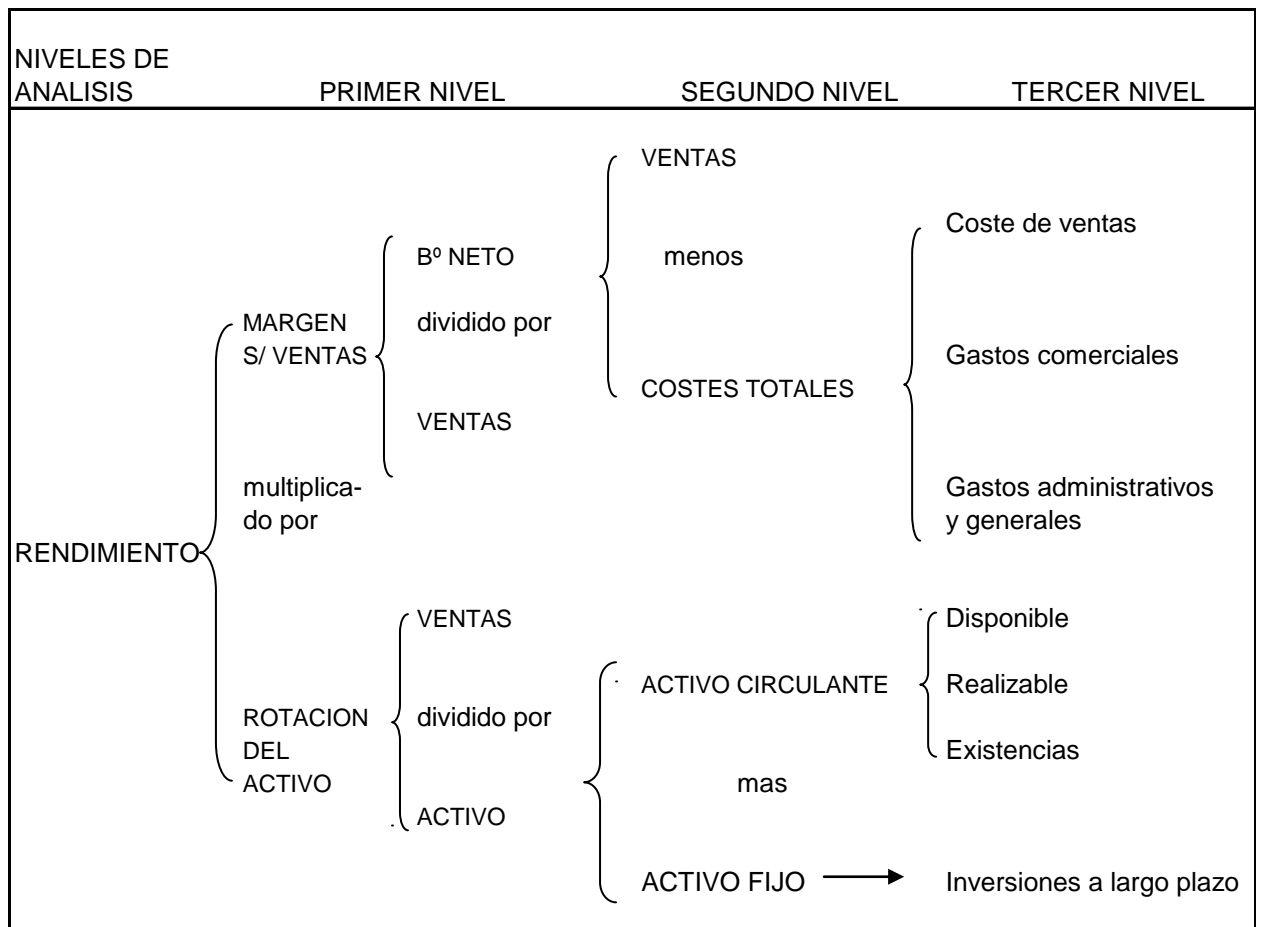 NIVELES DE
ANALISIS PRIMER NIVEL SEGUNDO NIVEL TERCER NIVEL
VENTAS
Coste de ventas
Bº NETO menos
MARGEN dividido por
S/ VENTAS Gastos comerciales
COSTES TOTALES
VENTAS
multiplica- Gastos administrativos
do por y generales
RENDIMIENTO
VENTAS Disponible
ACTIVO CIRCULANTE Realizable
ROTACION dividido por
DEL Existencias
ACTIVO mas
ACTIVO
ACTIVO FIJO Inversiones a largo plazo